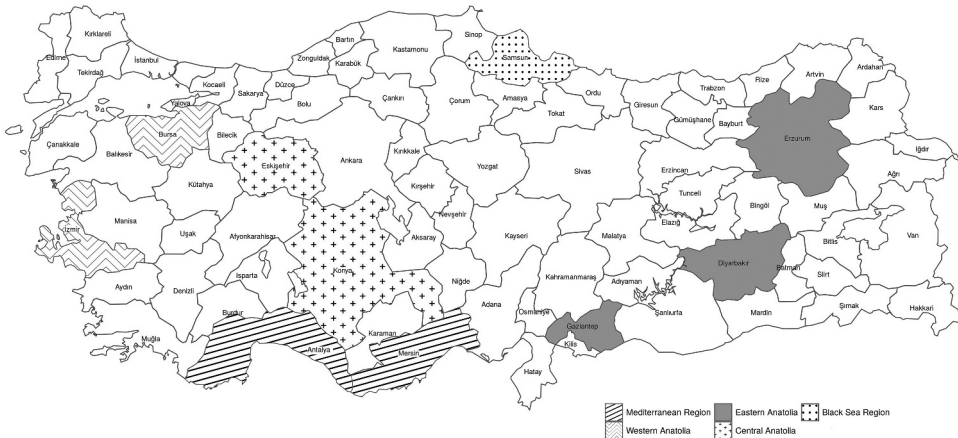 Kırklareli
Edirne
Tekirdağ
İstanbul
Kocaeli
Yalova
Sakarya
Düzce
Bolu
Zonguldak
Bartın
Karabük
Kastamonu
Sinop
Samsun
Çankırı
Çorum
Amasya
Tokat
Ordu
Giresun
Trabzon
Rize
Artvin
Ardahan
Gümüşhane
Bayburt
Erzurum
Kars
Iğdır
Ağrı
Çanakkale
Balıkesir
Bursa
Bilecik
Eskişehir
Ankara
Kırıkkale
Yozgat
Sivas
Erzincan
Tunceli
Bingöl
Muş
Van
Kütahya
Kırşehir
Nevşehir
Kayseri
Malatya
Elazığ
Bitlis
İzmir
Manisa
Uşak
Afyonkarahisar
Konya
Aksaray
Niğde
Kahramanmaraş
Adıyaman
Diyarbakır
Batman
Siirt
Şırnak
Hakkari
Aydın
Denizli
Isparta
Burdur
Muğla
Antalya
Karaman
Mersin
Adana
Osmaniye
Gaziantep
Kilis
Hatay
Şanlıurfa
Mardin
Mediterranean Region
Eastern Anatolia
Black Sea Region
Western Anatolia
Central Anatolia